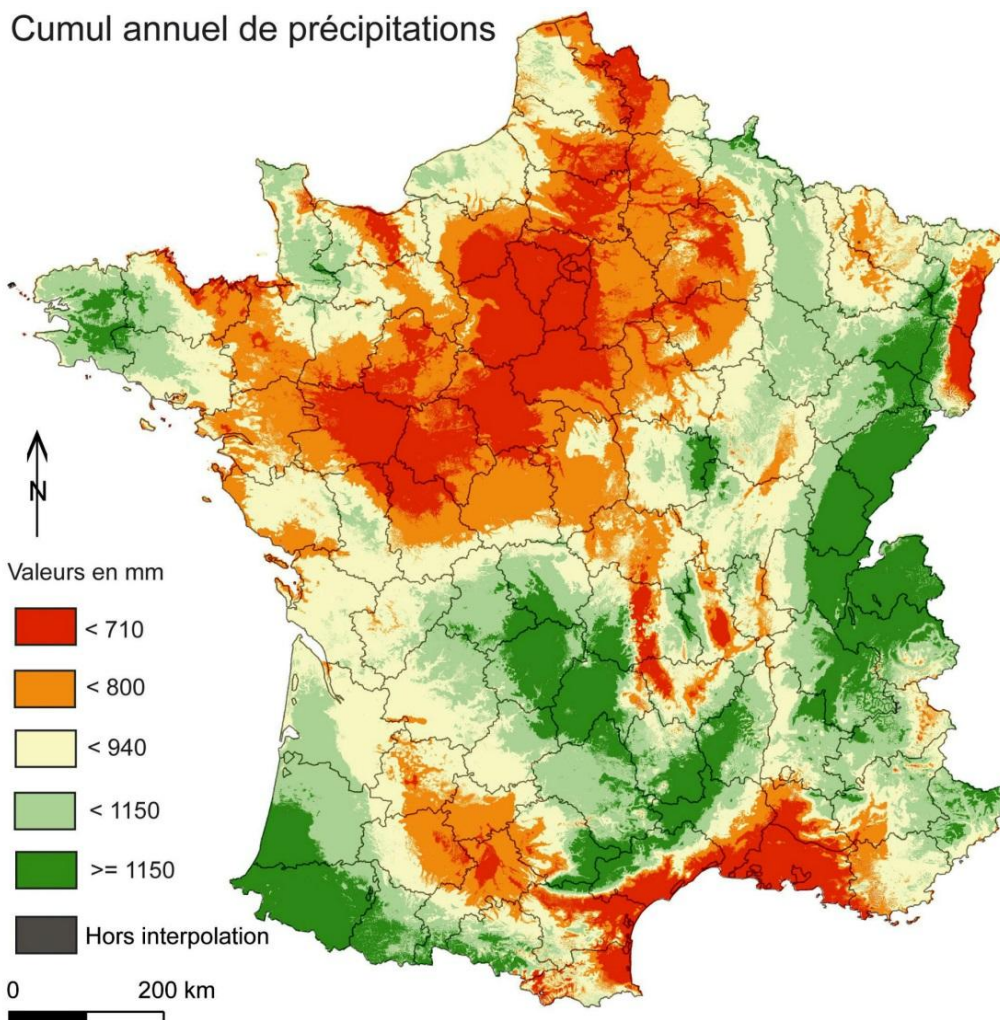 Cumul annuel de précipitations
N
Valeurs en mm
< 710
< 800
< 940
< 1150
>= 1150
Hors interpolation
0 200 km